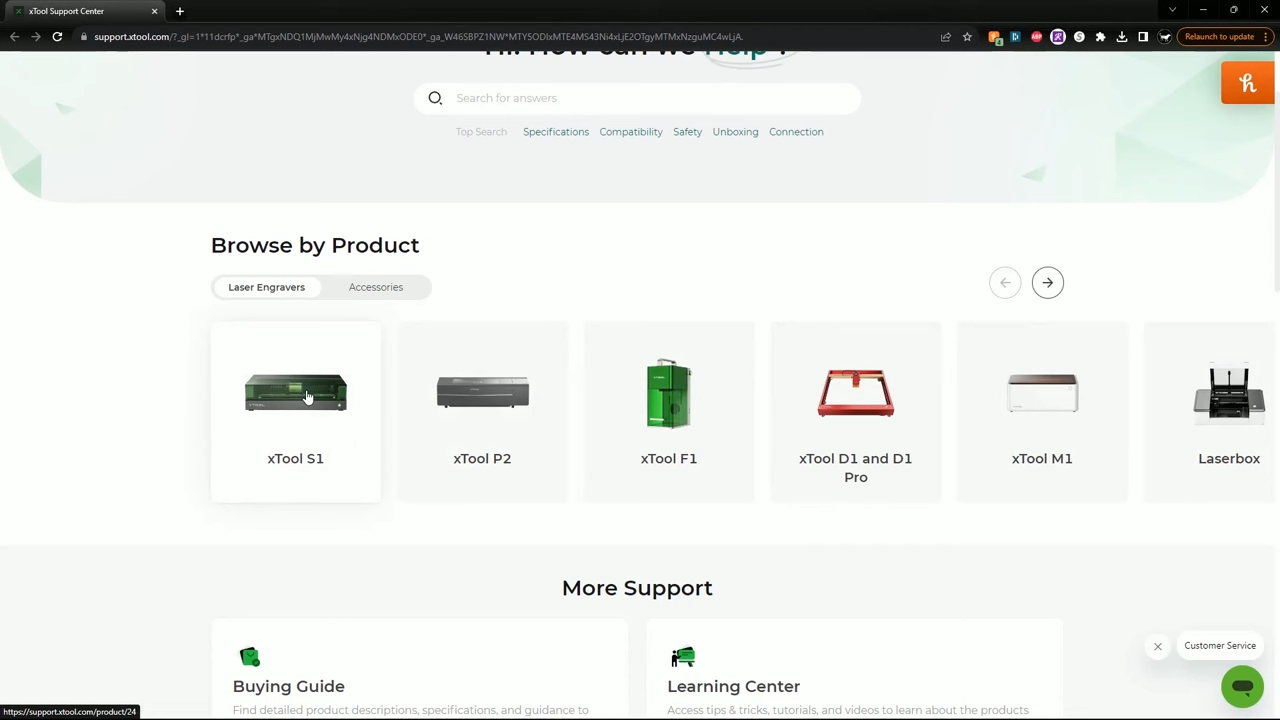 xTool Support Center
Relaunch to update
Help
Search for answers
Top Search Specifications Compatibility Safety Unboxing Connection
Browse by Product
Laser Engravers Accessories
xTool S1
xTool P2
xTool F1
xTool D1 and D1
Pro
xTool M1
Laserbox
More Support
Customer Service
Buying Guide
Find detailed product descriptions, specifications, and guidance to
Learning Center
Access tips & tricks, tutorials, and videos to learn about the products
https://support.xtool.com/product/24